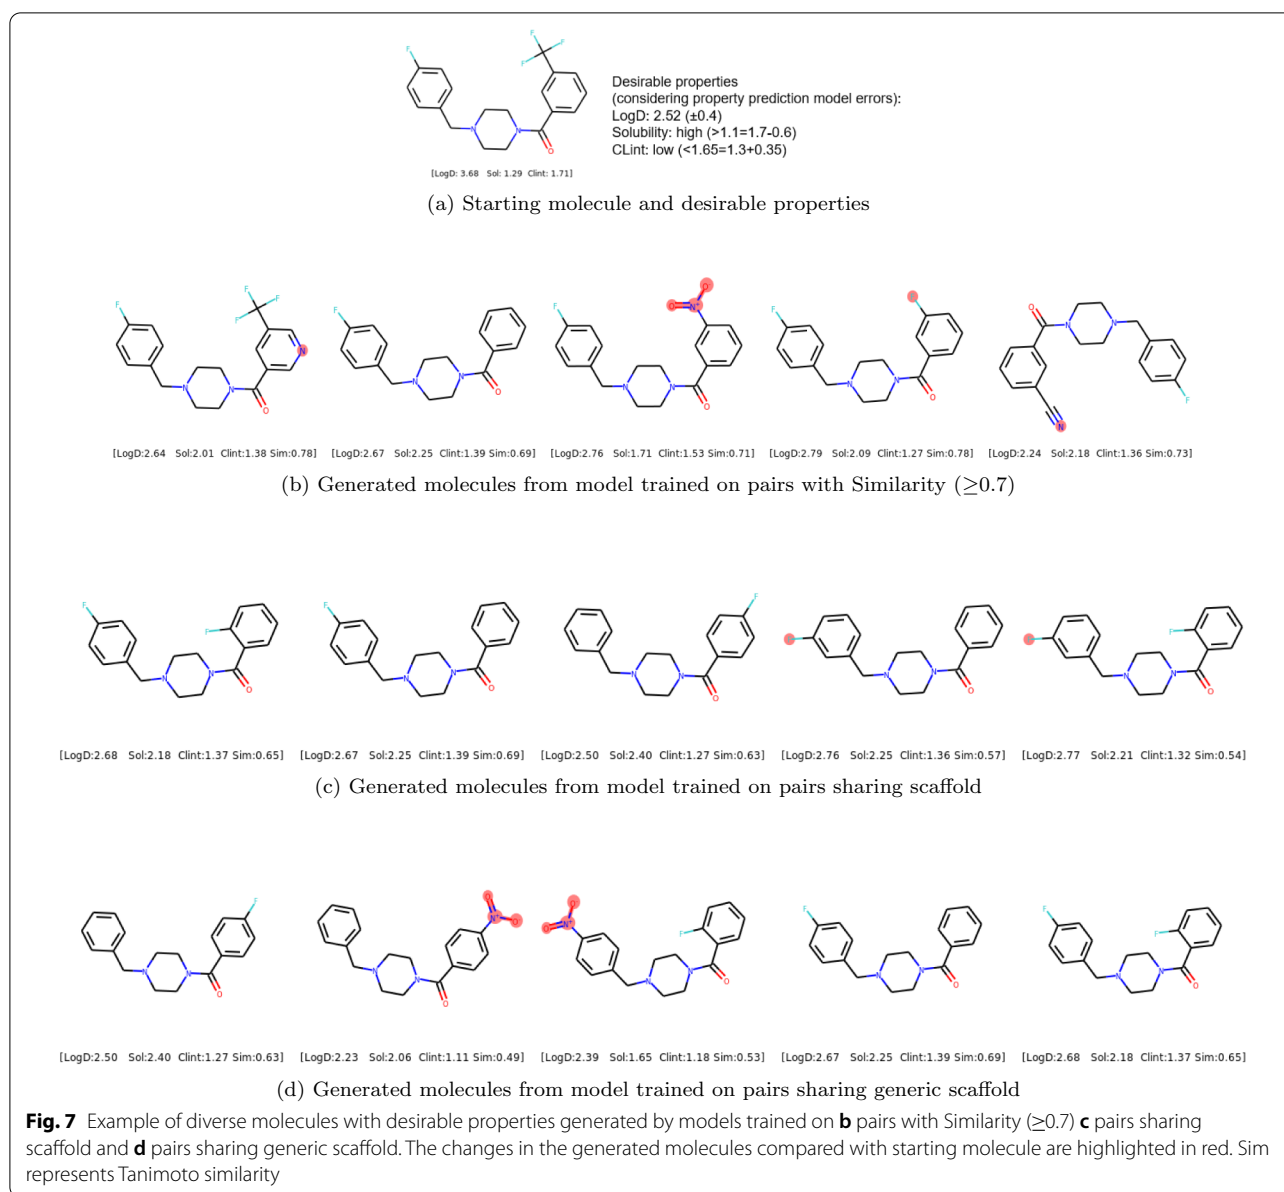 Desirable properties
(considering property prediction model errors):
LogD: 2.52 (±0.4)
Solubility: high (>1.1=1.7-0.6)
CLint: low (<1.65=1.3+0.35)
[LogD: 3.68 Sol: 1.29 Clint: 1.71]
(a) Starting molecule and desirable properties
[LogD:2.64 Sol:2.01 Clint:1.38 Sim:0.78] [LogD:2.67 Sol:2.25 Clint:1.39 Sim:0.69] [LogD:2.76 Sol:1.71 Clint:1.53 Sim:0.71] [LogD:2.79 Sol:2.09 Clint:1.27 Sim:0.78] [LogD:2.24 Sol:2.18 Clint:1.36 Sim:0.73]
(b) Generated molecules from model trained on pairs with Similarity (≥0.7)
[LogD:2.68 Sol:2.18 Clint:1.37 Sim:0.65] [LogD:2.67 Sol:2.25 Clint:1.39 Sim:0.69] [LogD:2.50 Sol:2.40 Clint:1.27 Sim:0.63] [LogD:2.76 Sol:2.25 Clint:1.36 Sim:0.57] [LogD:2.77 Sol:2.21 Clint:1.32 Sim:0.54]
(c) Generated molecules from model trained on pairs sharing scaffold
[LogD:2.50 Sol:2.40 Clint:1.27 Sim:0.63] [LogD:2.23 Sol:2.06 Clint:1.11 Sim:0.49] [LogD:2.39 Sol:1.65 Clint:1.18 Sim:0.53] [LogD:2.67 Sol:2.25 Clint:1.39 Sim:0.69] [LogD:2.68 Sol:2.18 Clint:1.37 Sim:0.65]
(d) Generated molecules from model trained on pairs sharing generic scaffold
Fig. 7 Example of diverse molecules with desirable properties generated by models trained on b pairs with Similarity (≥0.7) c pairs sharing
scaffold and d pairs sharing generic scaffold. The changes in the generated molecules compared with starting molecule are highlighted in red. Sim
represents Tanimoto similarity